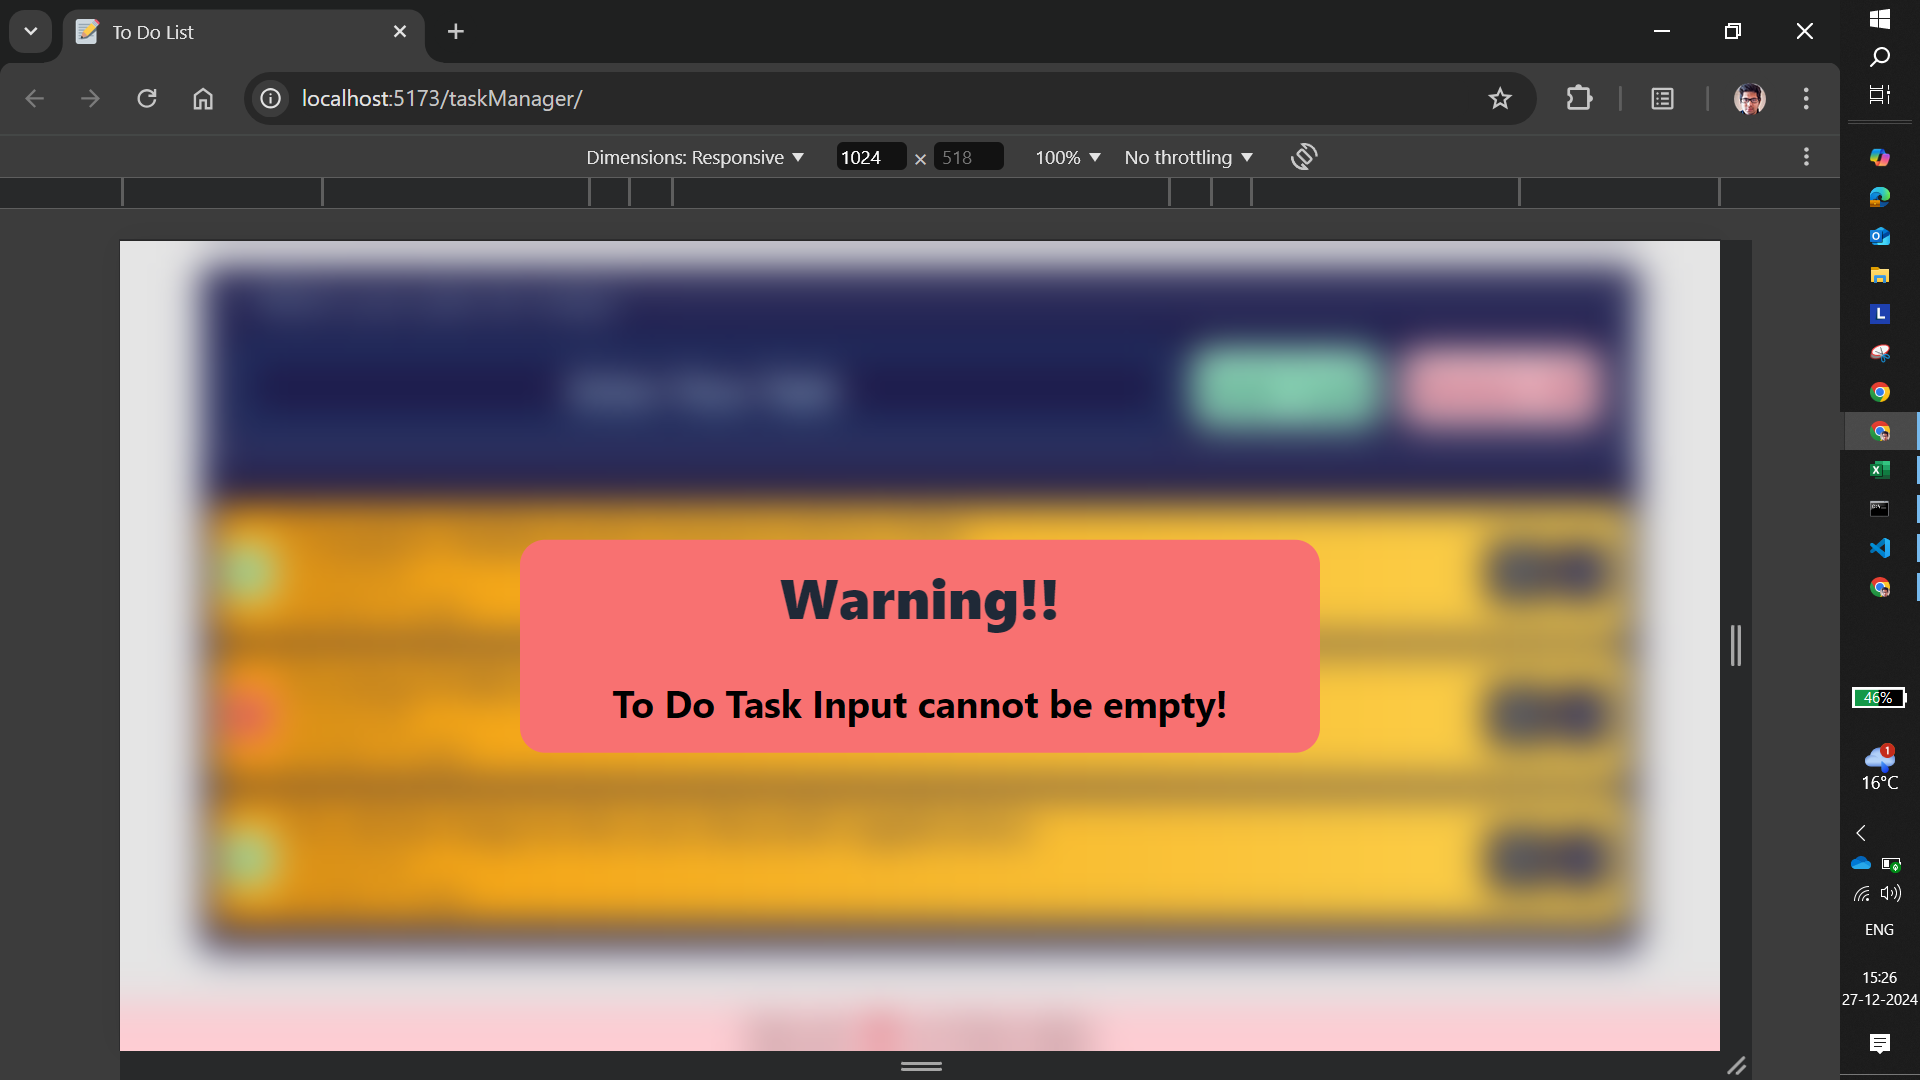 To Do List
localhost:5173/taskManager/
Dimensions: Responsive 1024 × 518 100% No throttling
Warning!!
To Do Task Input cannot be empty!
L
46%
1
16°C
ENG
15:26
27-12-2024